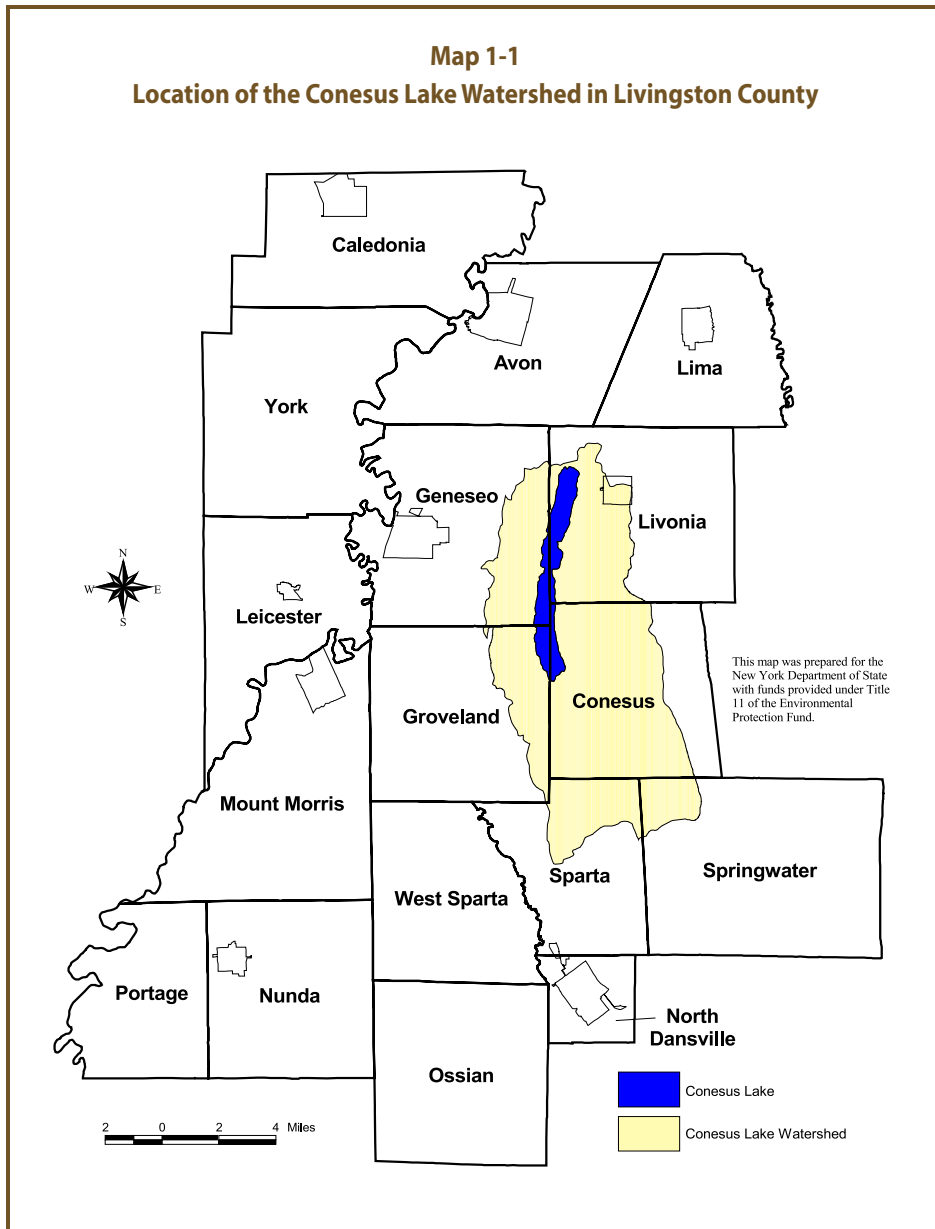 Map 1-1
Location of the Conesus Lake Watershed in Livingston County
Caledonia
Avon
Lima
York
Geneseo
Livonia
N
W E
S
Leicester
This map was prepared for the
New York Department of State
with funds provided under Title
11 of the Environmental
Protection Fund.
Conesus
Groveland
Mount Morris
Springwater
Sparta
West Sparta
Portage
Nunda
North
Dansville
Ossian
Conesus Lake
2 0 2 4 Miles
Conesus Lake Watershed